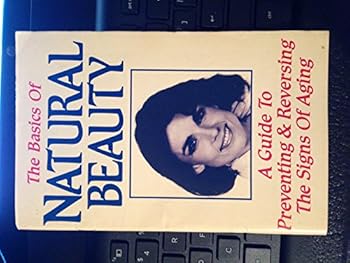 The Basics Of
NATURAL
BEAUTY
A Guide To
Preventing & Reversing
The Signs Of Aging